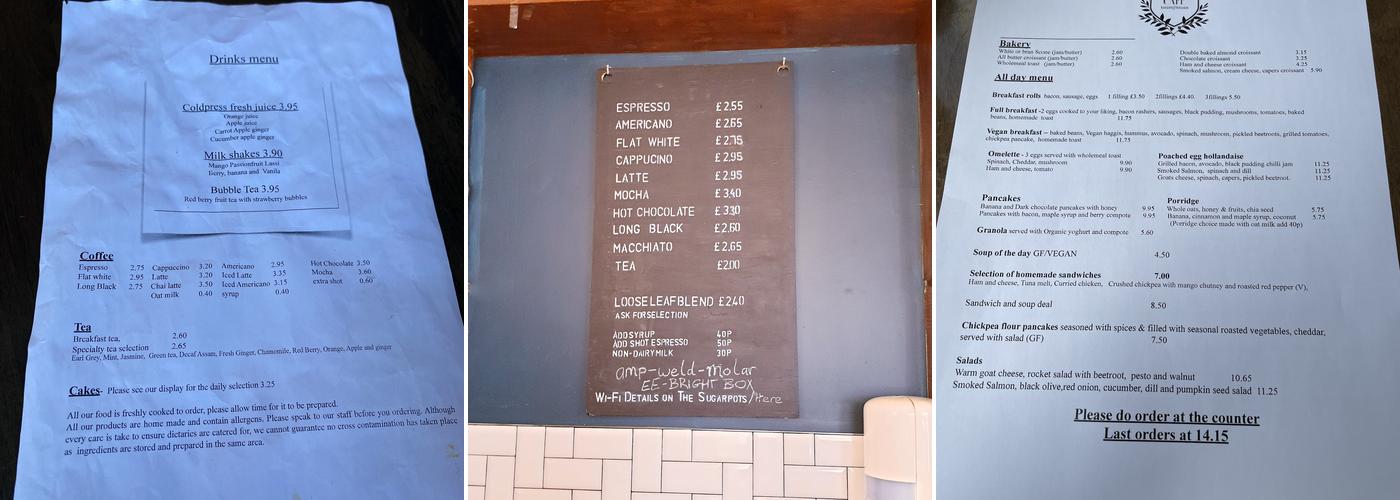 Drinks menu
Coldpress fresh juice 3.95
Orange juice
Apple juice
Carrot Apple ginger
Cucumber apple ginger
Milk shakes 3.90
Mango Passionfruit Lassi
Berry, banana and Vanila
Bubble Tea 3.95
Red berry fruit tea with strawberry bubbles
Coffee
Espresso 2.75 Cappuccino 3.20 Americano 2.95 Hot Chocolate 3.50
Flat white 2.95 Latte 3.20 Iced Latte 3.35 Mocha 3.60
Long Black 2.75 Chai latte 3.50 Iced Americano 3.15 extra shot 0.60
Oat milk 0.40 syrup 0.40
Tea
Breakfast tea, 2.60
Specialty tea selection 2.65
Earl Grey, Mint, Jasmine, Green tea, Decaf Assam, Fresh Ginger, Chamomile, Red Berry, Orange, Apple and ginger
Cakes- Please see our display for the daily selection 3.25
All our food is freshly cooked to order, please allow time for it to be prepared.
All our products are home made and contain allergens. Please speak to our staff before you ordering. Although
every care is take to ensure dietaries are catered for, we cannot guarantee no cross contamination has taken place
as ingredients are stored and prepared in the same area.
ESPRESSO £2.55
AMERICANO £2.65
FLAT WHITE £2.75
CAPPUCINO £2.95
LATTE £2.95
MOCHA £3.40
HOT CHOCOLATE £3.30
LONG BLACK £2.60
MACCHIATO £2.65
TEA £2.00
LOOSE LEAF BLEND £2.40
ASK FOR SELECTION
ADD SYRUP 40P
ADD SHOT ESPRESSO 50P
NON-DAIRY MILK 30P
amp-weld-molar
EE-BRIGHT BOX
WI-FI DETAILS ON THE SUGARPOTS/Here
CAFE
Bakery
White or bran Scone (jam/butter) 2.60 Double baked almond croissant 3.15
All butter croissant (jam/butter) 2.60 Chocolate croissant 3.25
Wholemeal toast (jam/butter) 2.60 Ham and cheese croissant 4.25
Smoked salmon, cream cheese, capers croissant 5.90
All day menu
Breakfast rolls bacon, sausage, eggs 1 filling £3.50 2fillings £4.40. 3fillings 5.50
Full breakfast -2 eggs cooked to your liking, bacon rashers, sausages, black pudding, mushrooms, tomatoes, baked
beans, homemade toast 11.75
Vegan breakfast – baked beans, Vegan haggis, hummus, avocado, spinach, mushroom, pickled beetroots, grilled tomatoes,
chickpea pancake, homemade toast 11.75
Omelette - 3 eggs served with wholemeal toast
Spinach, Cheddar, mushroom 9.90
Ham and cheese, tomato 9.90
Poached egg hollandaise
Grilled bacon, avocado, black pudding chilli jam 11.25
Smoked Salmon, spinach and dill 11.25
Goats cheese, spinach, capers, pickled beetroot. 11.25
Pancakes
Banana and Dark chocolate pancakes with honey 9.95
Pancakes with bacon, maple syrup and berry compote 9.95
Porridge
Whole oats, honey & fruits, chia seed 5.75
Banana, cinnamon and maple syrup, coconut 5.75
(Porridge choice made with oat milk add 40p)
Granola served with Organic yoghurt and compote 5.60
Soup of the day GF/VEGAN 4.50
Selection of homemade sandwiches 7.00
Ham and cheese, Tuna melt, Curried chicken, Crushed chickpea with mango chutney and roasted red pepper (V),
Sandwich and soup deal 8.50
Chickpea flour pancakes seasoned with spices & filled with seasonal roasted vegetables, cheddar,
served with salad (GF) 7.50
Salads
Warm goat cheese, rocket salad with beetroot, pesto and walnut 10.65
Smoked Salmon, black olive,red onion, cucumber, dill and pumpkin seed salad 11.25
Please do order at the counter
Last orders at 14.15